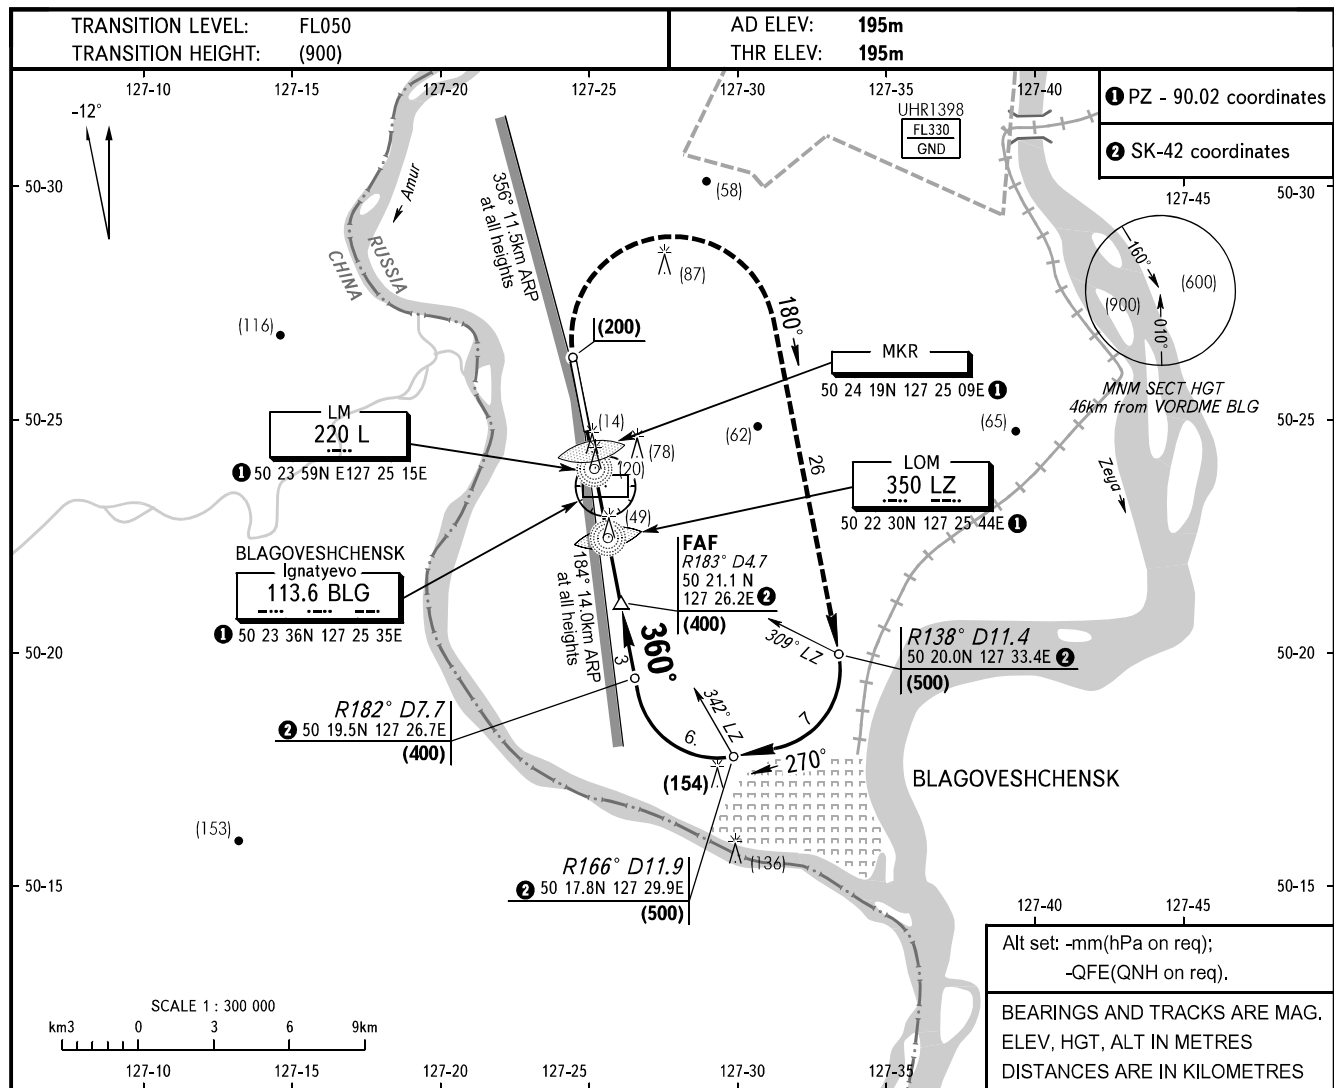 TRANSITION LEVEL: FL050
TRANSITION HEIGHT: (900)
AD ELEV: 195m
THR ELEV: 195m
127-10 127-15 127-20 127-25 127-30 127-35 127-40
1 PZ - 90.02 coordinates
2 SK-42 coordinates
-12°
UHR1398
FL330
GND
Amur
50-30
50-30
127-45
(58)
356° 11.5km ARP
at all heights
RUSSIA
CHINA
(87)
160°
(600)
(900)
010°
MNM SECT HGT
46km from VORDME BLG
(116)
(200)
180°
MKR
50 24 19N 127 25 09E 1
50-25
50-25
LM
220 L
1 50 23 59N E127 25 15E
(14)
(78)
(62)
(65)
26
LOM
350 LZ
50 22 30N 127 25 44E 1
Zeya
(49)
BLAGOVESHCHENSK
Ignatyevo
113.6 BLG
1 50 23 36N 127 25 35E
184° 14.0km ARP
at all heights
FAF
R183° D4.7
50 21.1 N
127 26.2E 2
(400)
360°
3
309° LZ
R138° D11.4
50 20.0N 127 33.4E 2
(500)
50-20
50-20
R182° D7.7
2 50 19.5N 127 26.7E
(400)
342° LZ
6.
7
270°
(154)
BLAGOVESHCHENSK
(153)
(136)
R166° D11.9
2 50 17.8N 127 29.9E
(500)
50-15
50-15
127-40 127-45
Alt set: -mm(hPa on req);
-QFE(QNH on req).
BEARINGS AND TRACKS ARE MAG.
ELEV, HGT, ALT IN METRES
DISTANCES ARE IN KILOMETRES
SCALE 1 : 300 000
km3 0 3 6 9km
127-10 127-15 127-20 127-25 127-30 127-35